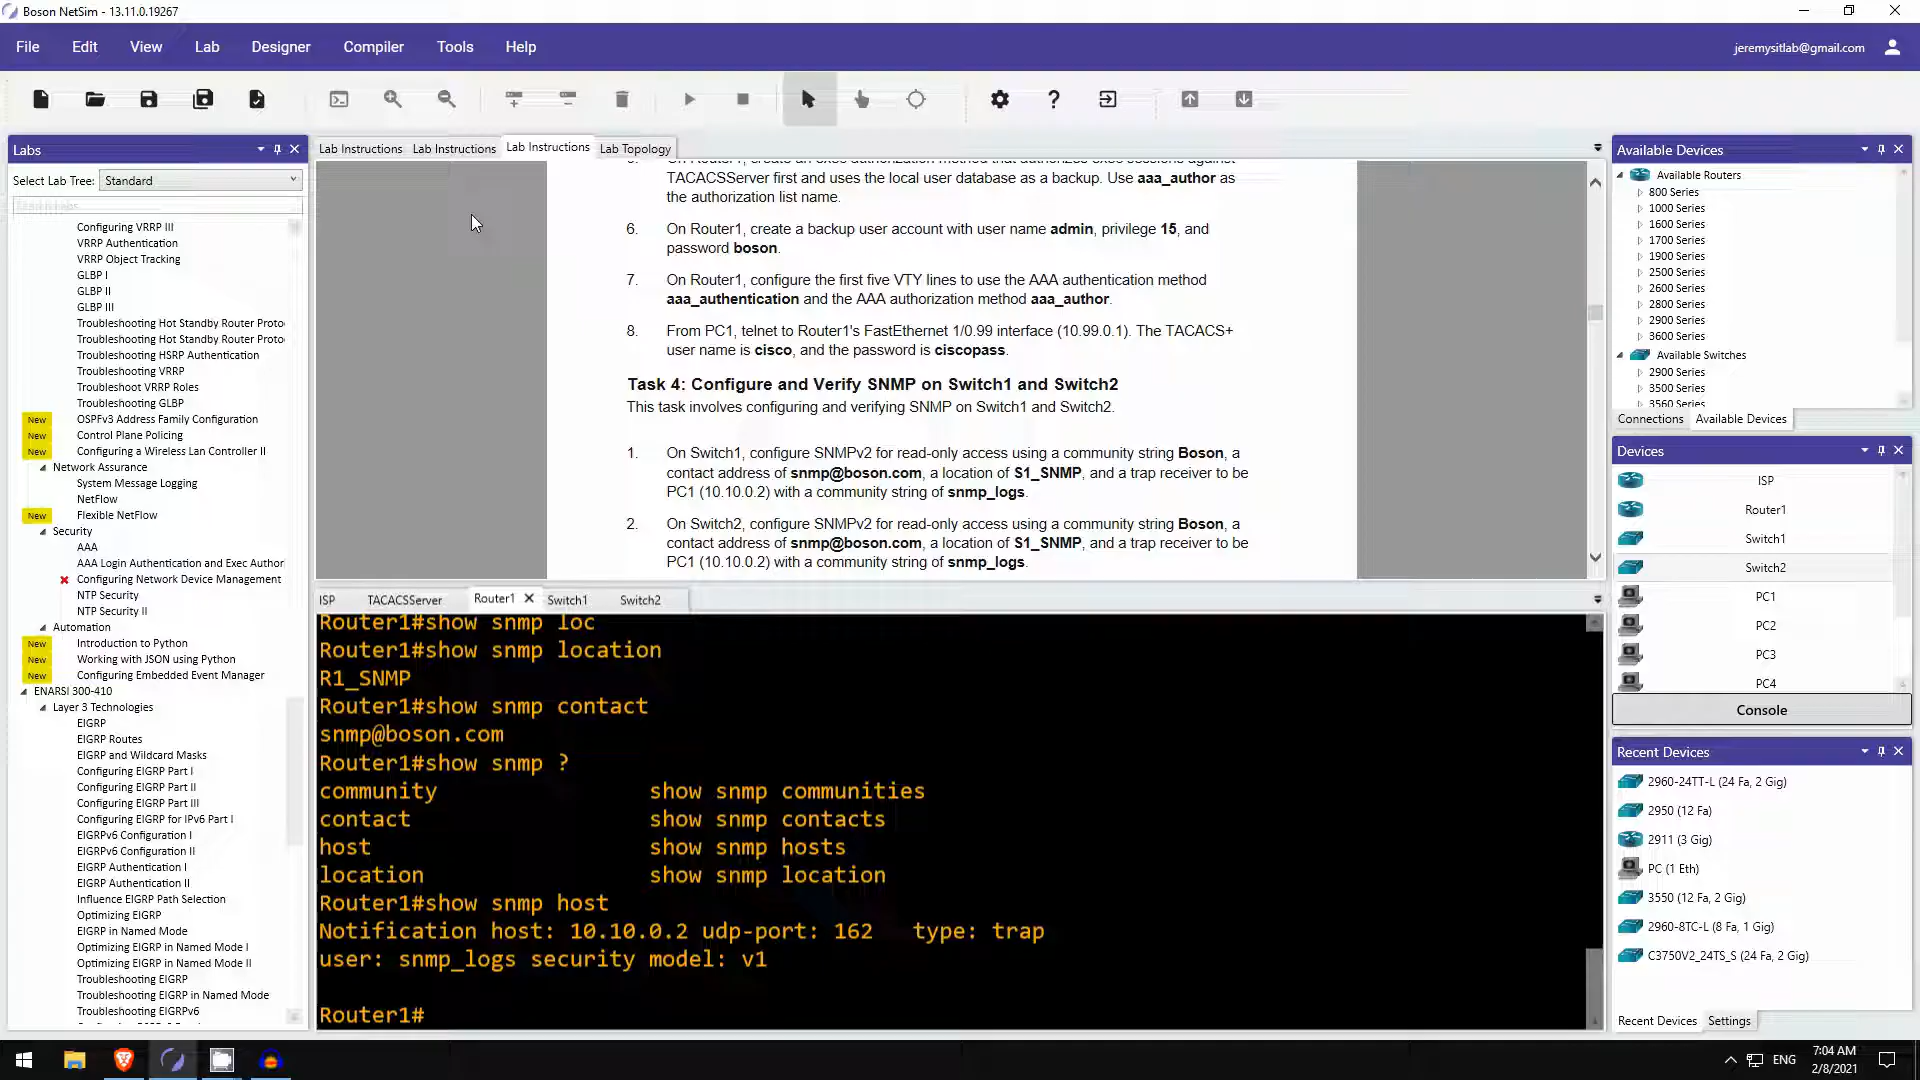 Boson NetSim - 13.11.0.19267
File Edit View Lab Designer Compiler Tools Help
jeremysitlab@gmail.com
Labs
Select Lab Tree: Standard
Configuring VRRP III
VRRP Authentication
VRRP Object Tracking
GLBP I
GLBP II
GLBP III
Troubleshooting Hot Standby Router Proto
Troubleshooting Hot Standby Router Proto
Troubleshooting HSRP Authentication
Troubleshooting VRRP
Troubleshoot VRRP Roles
Troubleshooting GLBP
New OSPFv3 Address Family Configuration
New Control Plane Policing
New Configuring a Wireless Lan Controller II
Network Assurance
System Message Logging
NetFlow
New Flexible NetFlow
Security
AAA
AAA Login Authentication and Exec Author
Configuring Network Device Management
NTP Security
NTP Security II
Automation
New Introduction to Python
New Working with JSON using Python
New Configuring Embedded Event Manager
ENARSI 300-410
Layer 3 Technologies
EIGRP
EIGRP Routes
EIGRP and Wildcard Masks
Configuring EIGRP Part I
Configuring EIGRP Part II
Configuring EIGRP Part III
Configuring EIGRP for IPv6 Part I
EIGRPv6 Configuration I
EIGRPv6 Configuration II
EIGRP Authentication I
EIGRP Authentication II
Influence EIGRP Path Selection
Optimizing EIGRP
EIGRP in Named Mode
Optimizing EIGRP in Named Mode I
Optimizing EIGRP in Named Mode II
Troubleshooting EIGRP
Troubleshooting EIGRP in Named Mode
Troubleshooting EIGRPv6
Lab Instructions Lab Instructions Lab Instructions Lab Topology
5. On Router1, create an exec authorization method that authorizes exec sessions against
TACACSServer first and uses the local user database as a backup. Use aaa_author as
the authorization list name.
6. On Router1, create a backup user account with user name admin, privilege 15, and
password boson.
7. On Router1, configure the first five VTY lines to use the AAA authentication method
aaa_authentication and the AAA authorization method aaa_author.
8. From PC1, telnet to Router1's FastEthernet 1/0.99 interface (10.99.0.1). The TACACS+
user name is cisco, and the password is ciscopass.
Task 4: Configure and Verify SNMP on Switch1 and Switch2
This task involves configuring and verifying SNMP on Switch1 and Switch2.
1. On Switch1, configure SNMPv2 for read-only access using a community string Boson, a
contact address of snmp@boson.com, a location of S1_SNMP, and a trap receiver to be
PC1 (10.10.0.2) with a community string of snmp_logs.
2. On Switch2, configure SNMPv2 for read-only access using a community string Boson, a
contact address of snmp@boson.com, a location of S1_SNMP, and a trap receiver to be
PC1 (10.10.0.2) with a community string of snmp_logs.
ISP TACACSServer Router1 Switch1 Switch2
Router1#show snmp loc
Router1#show snmp location
R1_SNMP
Router1#show snmp contact
snmp@boson.com
Router1#show snmp ?
community show snmp communities
contact show snmp contacts
host show snmp hosts
location show snmp location
Router1#show snmp host
Notification host: 10.10.0.2 udp-port: 162 type: trap
user: snmp_logs security model: v1
Router1#
Available Devices
Available Routers
800 Series
1000 Series
1600 Series
1700 Series
1900 Series
2500 Series
2600 Series
2800 Series
2900 Series
3600 Series
Available Switches
2900 Series
3500 Series
3560 Series
Connections Available Devices
Devices
ISP
Router1
Switch1
Switch2
PC1
PC2
PC3
PC4
Console
Recent Devices
2960-24TT-L (24 Fa, 2 Gig)
2950 (12 Fa)
2911 (3 Gig)
PC (1 Eth)
3550 (12 Fa, 2 Gig)
2960-8TC-L (8 Fa, 1 Gig)
C3750V2_24TS_S (24 Fa, 2 Gig)
Recent Devices Settings
ENG
7:04 AM
2/8/2021